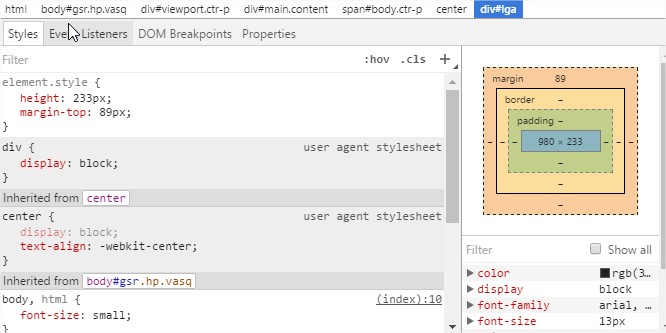 html body#gsr.hp.vasq div#viewport.ctr-p div#main.content span#body.ctr-p center div#lga
Styles Event Listeners DOM Breakpoints Properties
Filter :hov .cls +
element.style {
height: 233px;
margin-top: 89px;
}
div { user agent stylesheet
display: block;
}
Inherited from center
center { user agent stylesheet
display: block;
text-align: -webkit-center;
}
Inherited from body#gsr.hp.vasq
body, html { (index):10
font-size: small;
}
margin 89
border –
padding –
– – – 980 × 233 – – –
–
–
–
Filter Show all
color rgb(3…
display block
font-family arial, …
font-size 13px